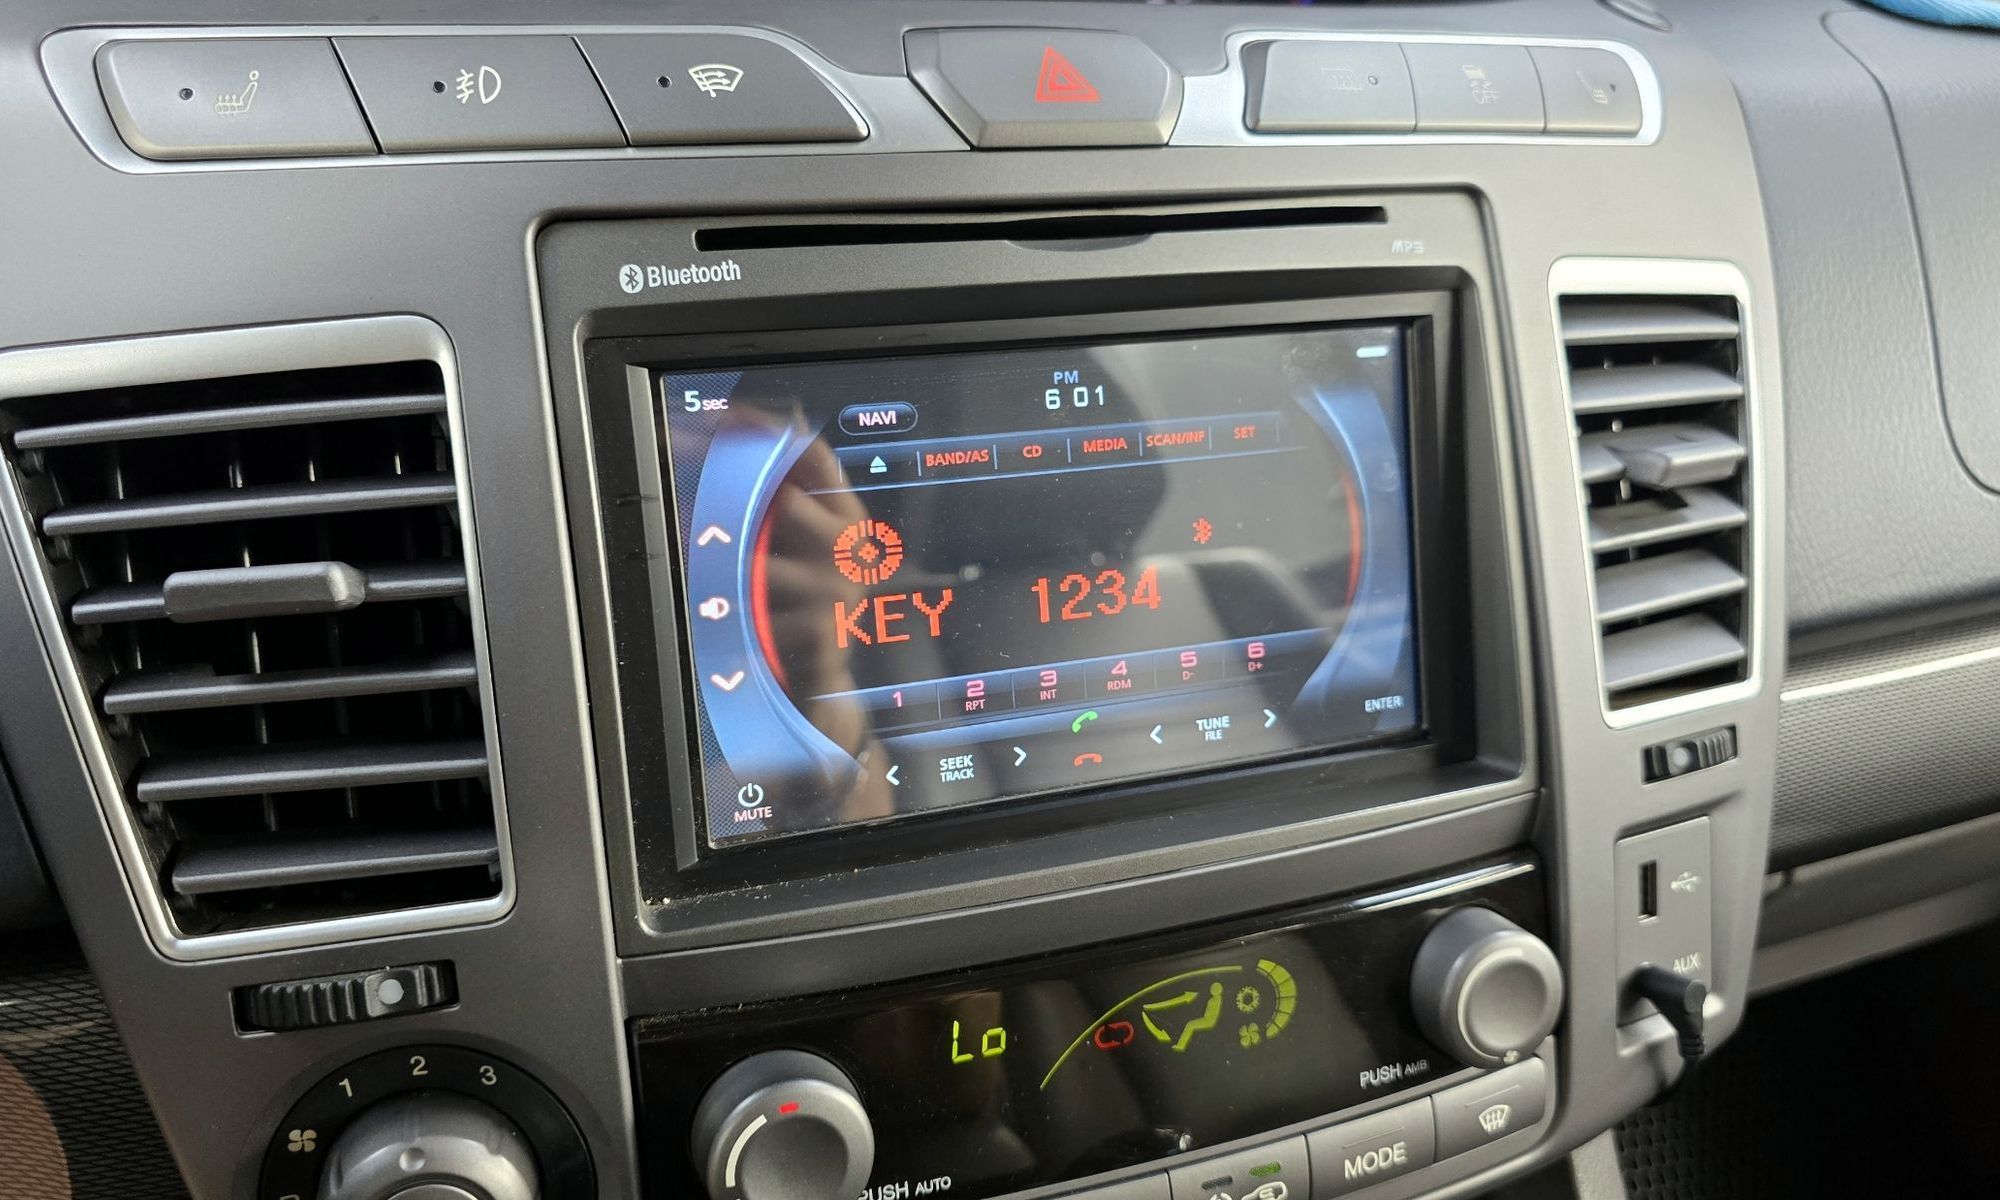 OFF
MP3
Bluetooth
5sec
PM
6 01
NAVI
BAND/AS
CD
MEDIA
SCAN/INF
SET
KEY 1234
1
2
RPT
3
INT
4
RDM
5
D-
6
D+
ENTER
SEEK
TRACK
TUNE
FILE
MUTE
AUX
Lo
PUSH AMB
1 2 3
PUSH AUTO
MODE